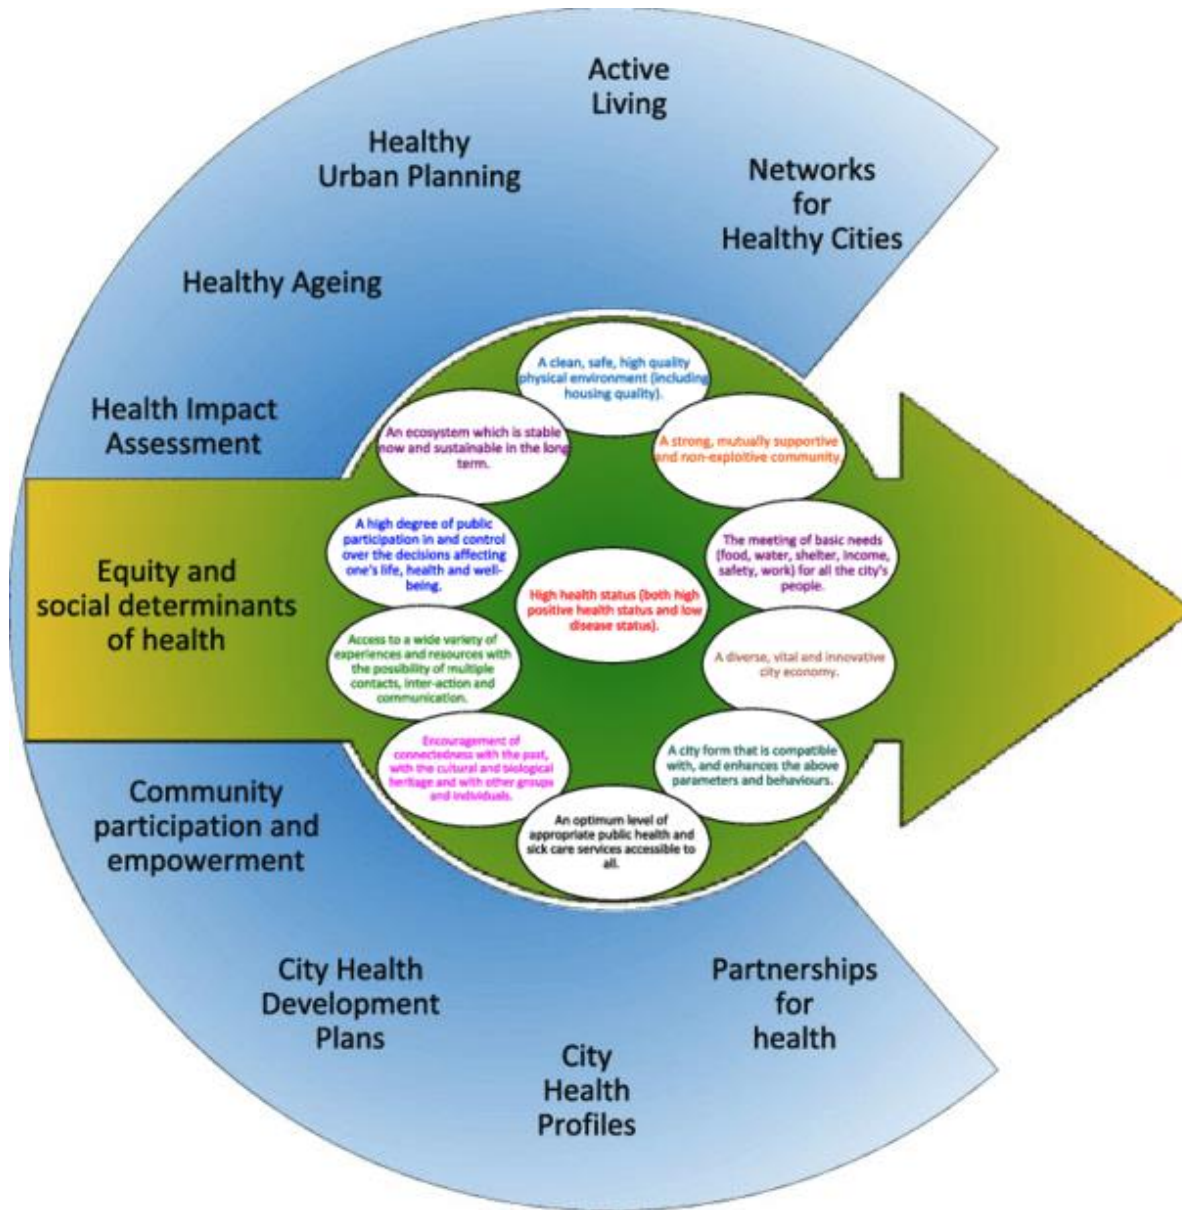 Active
Living
Healthy
Urban Planning
Networks
for
Healthy Cities
Healthy Ageing
Health Impact
Assessment
Equity and
social determinants
of health
Community
participation and
empowerment
City Health
Development
Plans
City
Health
Profiles
Partnerships
for
health
A clean, safe, high quality
physical environment (including
housing quality).
An ecosystem which is stable
now and sustainable in the long
term.
A strong, mutually supportive
and non-exploitive community.
A high degree of public
participation in and control
over the decisions affecting
one's life, health and well-
being.
The meeting of basic needs
(food, water, shelter, income,
safety, work) for all the city's
people.
High health status (both high
positive health status and low
disease status).
Access to a wide variety of
experiences and resources with
the possibility of multiple
contacts, inter-action and
communication.
A diverse, vital and innovative
city economy.
Encouragement of
connectedness with the past,
with the cultural and biological
heritage and with other groups
and individuals.
A city form that is compatible
with, and enhances the above
parameters and behaviours.
An optimum level of
appropriate public health and
sick care services accessible to
all.